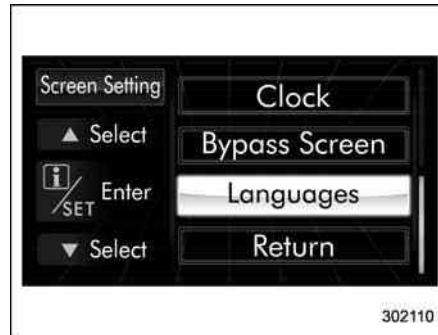 Screen Setting
▲ Select
i/SET Enter
▼ Select
Clock
Bypass Screen
Languages
Return
302110